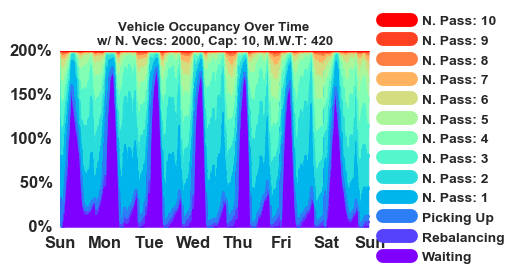 Vehicle Occupancy Over Time
w/ N. Vecs: 2000, Cap: 10, M.W.T: 420
200%
150%
100%
50%
0%
Sun Mon Tue Wed Thu Fri Sat Sun
N. Pass: 10
N. Pass: 9
N. Pass: 8
N. Pass: 7
N. Pass: 6
N. Pass: 5
N. Pass: 4
N. Pass: 3
N. Pass: 2
N. Pass: 1
Picking Up
Rebalancing
Waiting